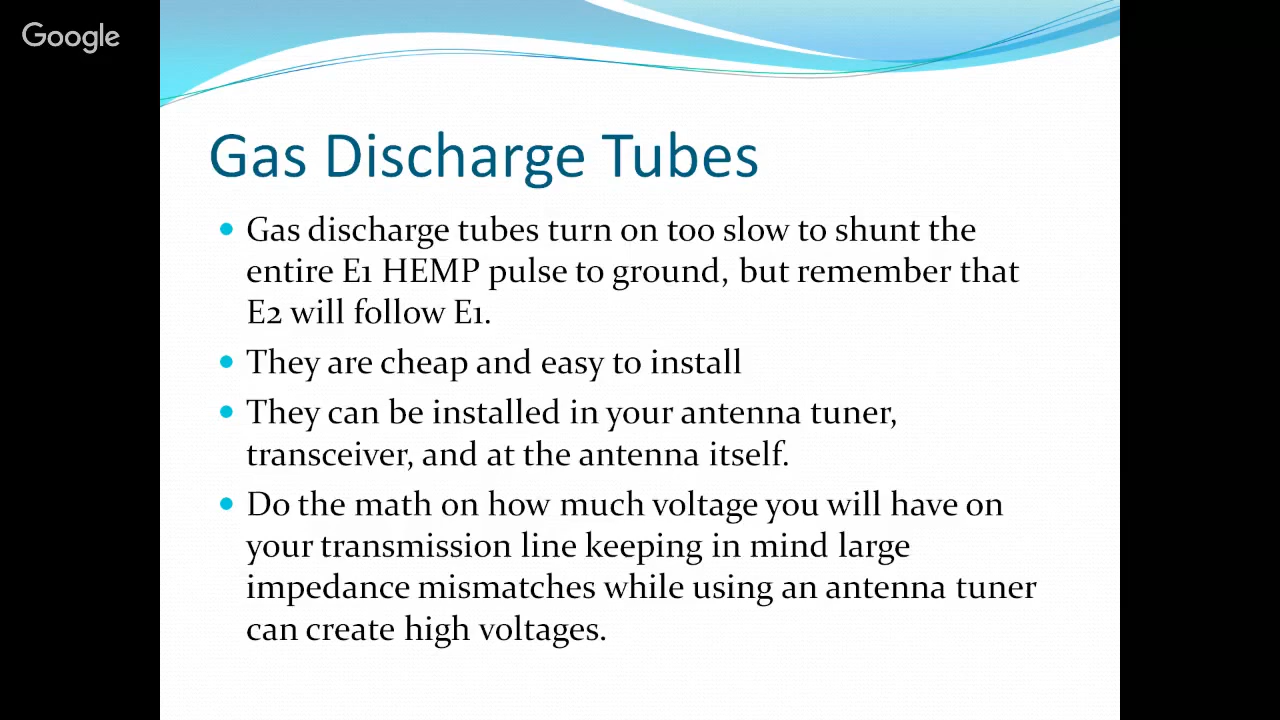 Google
Gas Discharge Tubes
• Gas discharge tubes turn on too slow to shunt the
entire E1 HEMP pulse to ground, but remember that
E2 will follow E1.
• They are cheap and easy to install
• They can be installed in your antenna tuner,
transceiver, and at the antenna itself.
• Do the math on how much voltage you will have on
your transmission line keeping in mind large
impedance mismatches while using an antenna tuner
can create high voltages.